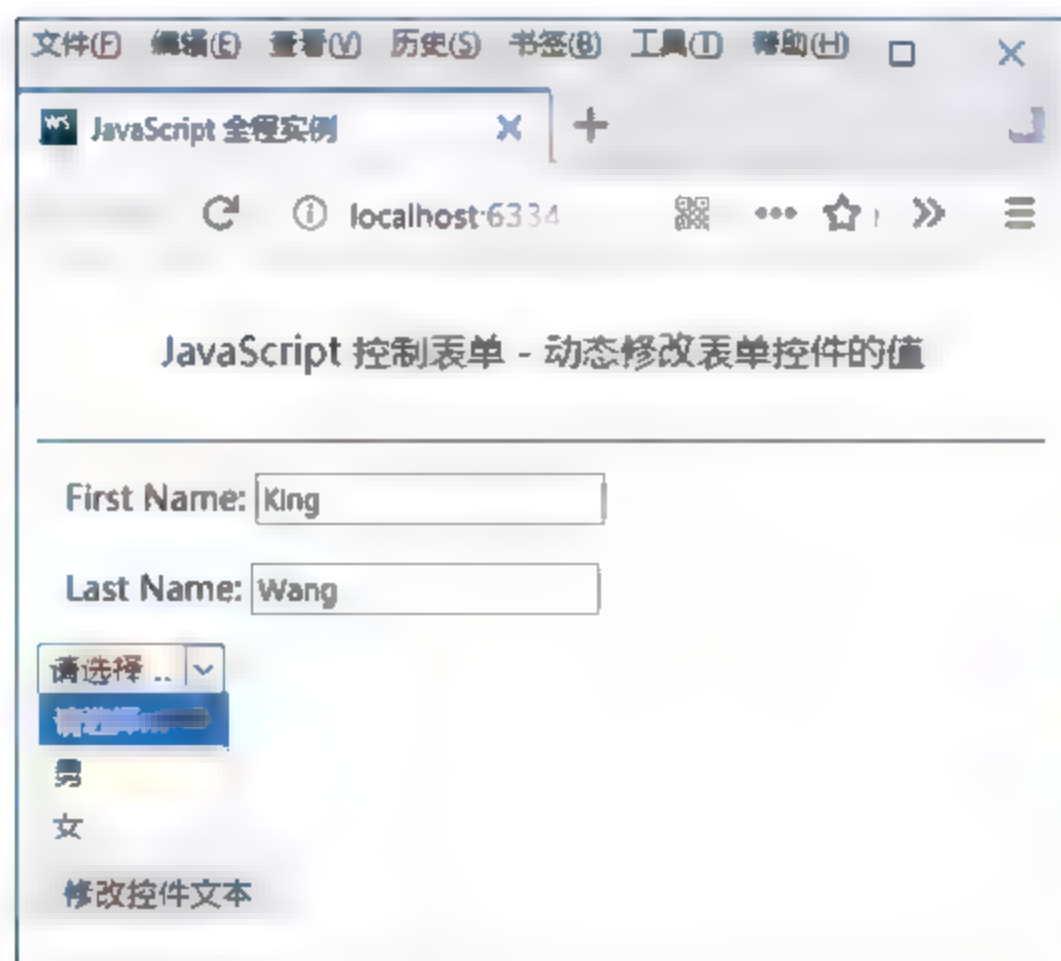 文件(F) 编辑(E) 查看(V) 历史(S) 书签(B) 工具(T) 帮助(H)
WS JavaScript 全程实例
localhost:6334
JavaScript 控制表单 - 动态修改表单控件的值
First Name: King
Last Name: Wang
请选择 ..
男
女
修改控件文本